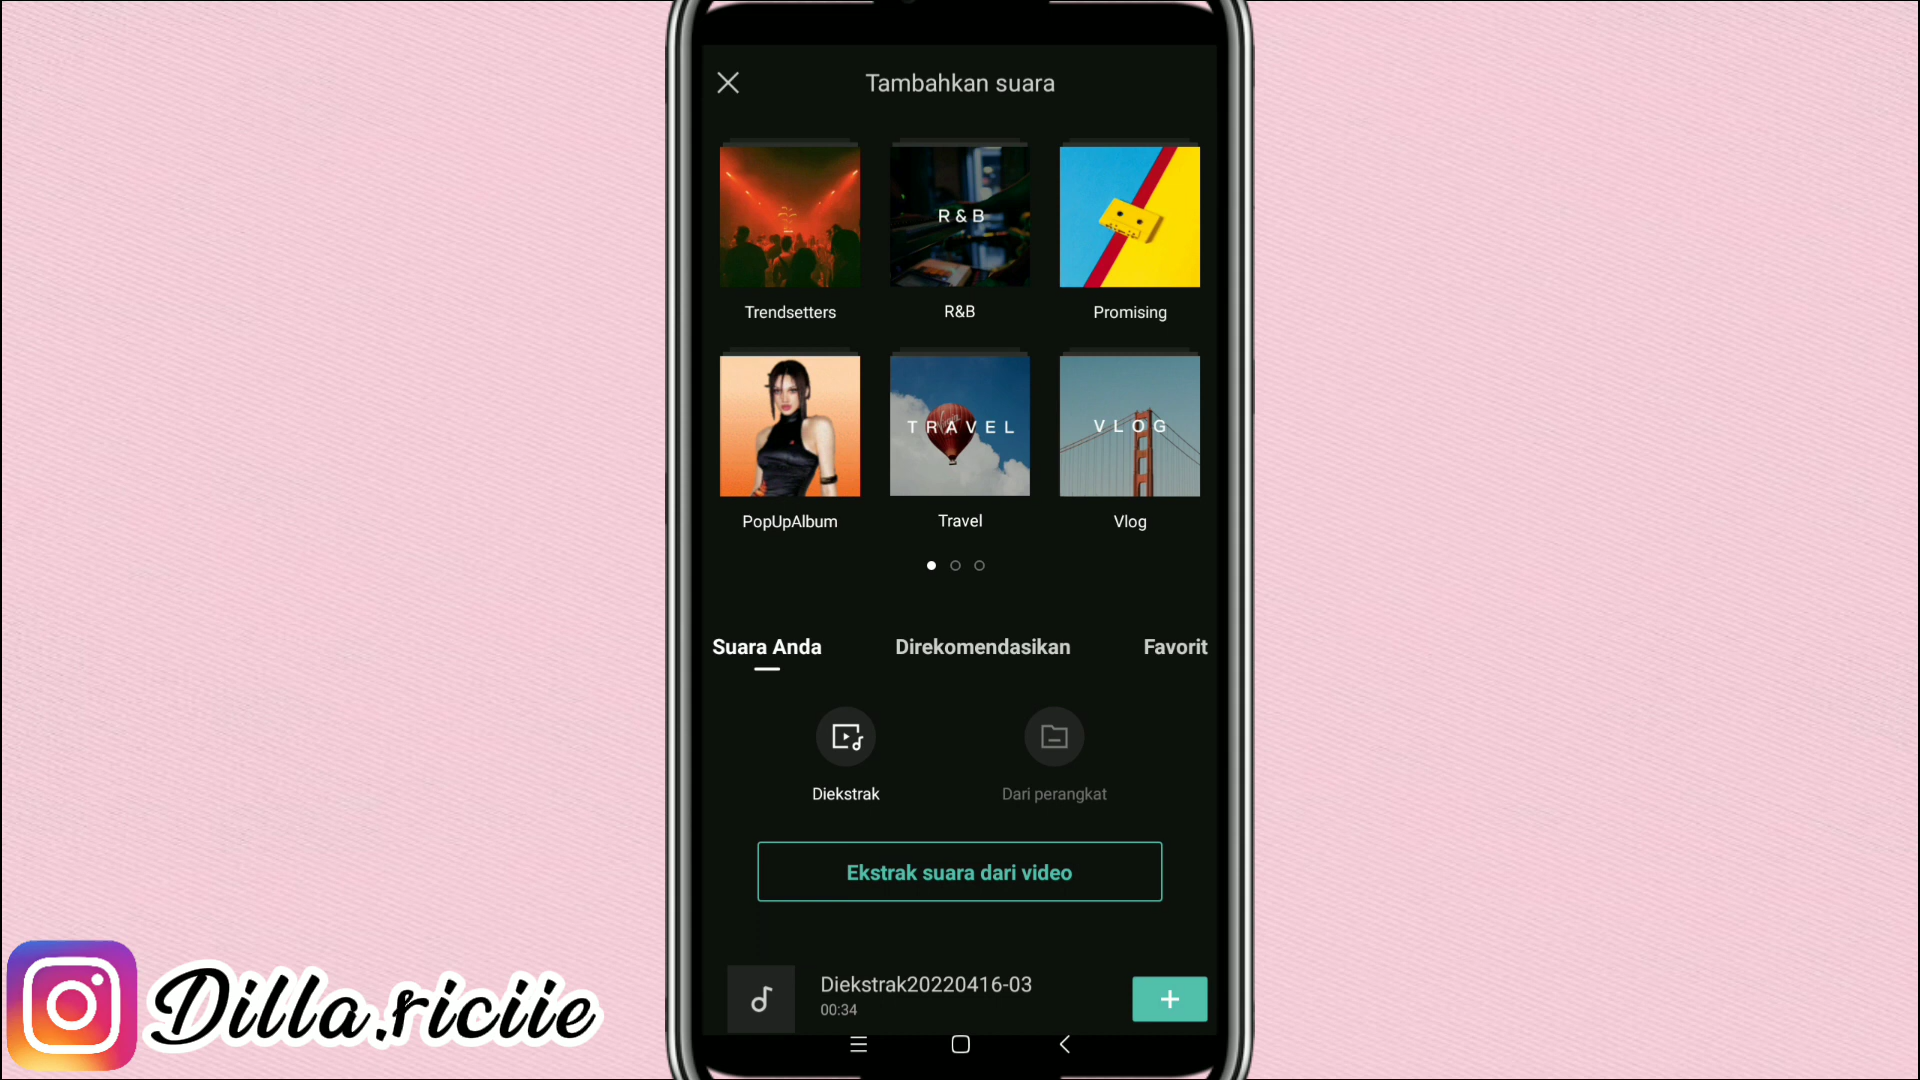 Tambahkan suara
R&B
Trendsetters
R&B
Promising
TRAVEL
VLOG
PopUpAlbum
Travel
Vlog
Suara Anda
Direkomendasikan
Favorit
Diekstrak
Dari perangkat
Ekstrak suara dari video
Diekstrak20220416-03
00:34
+
Dilla.riciie